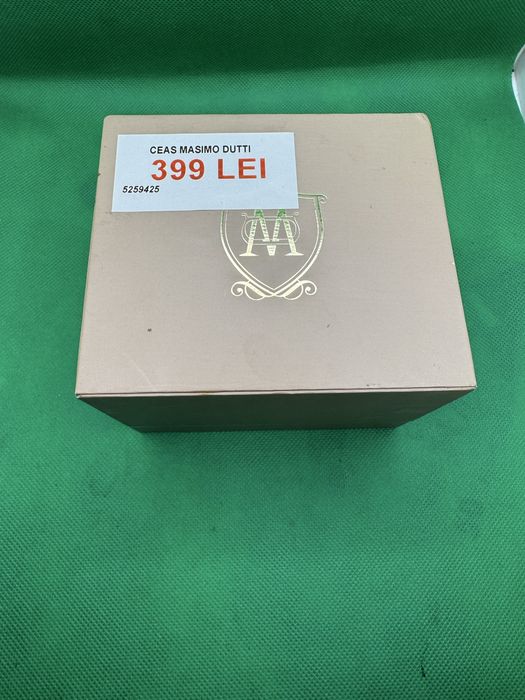 CEAS MASIMO DUTTI
399 LEI
5259425
M